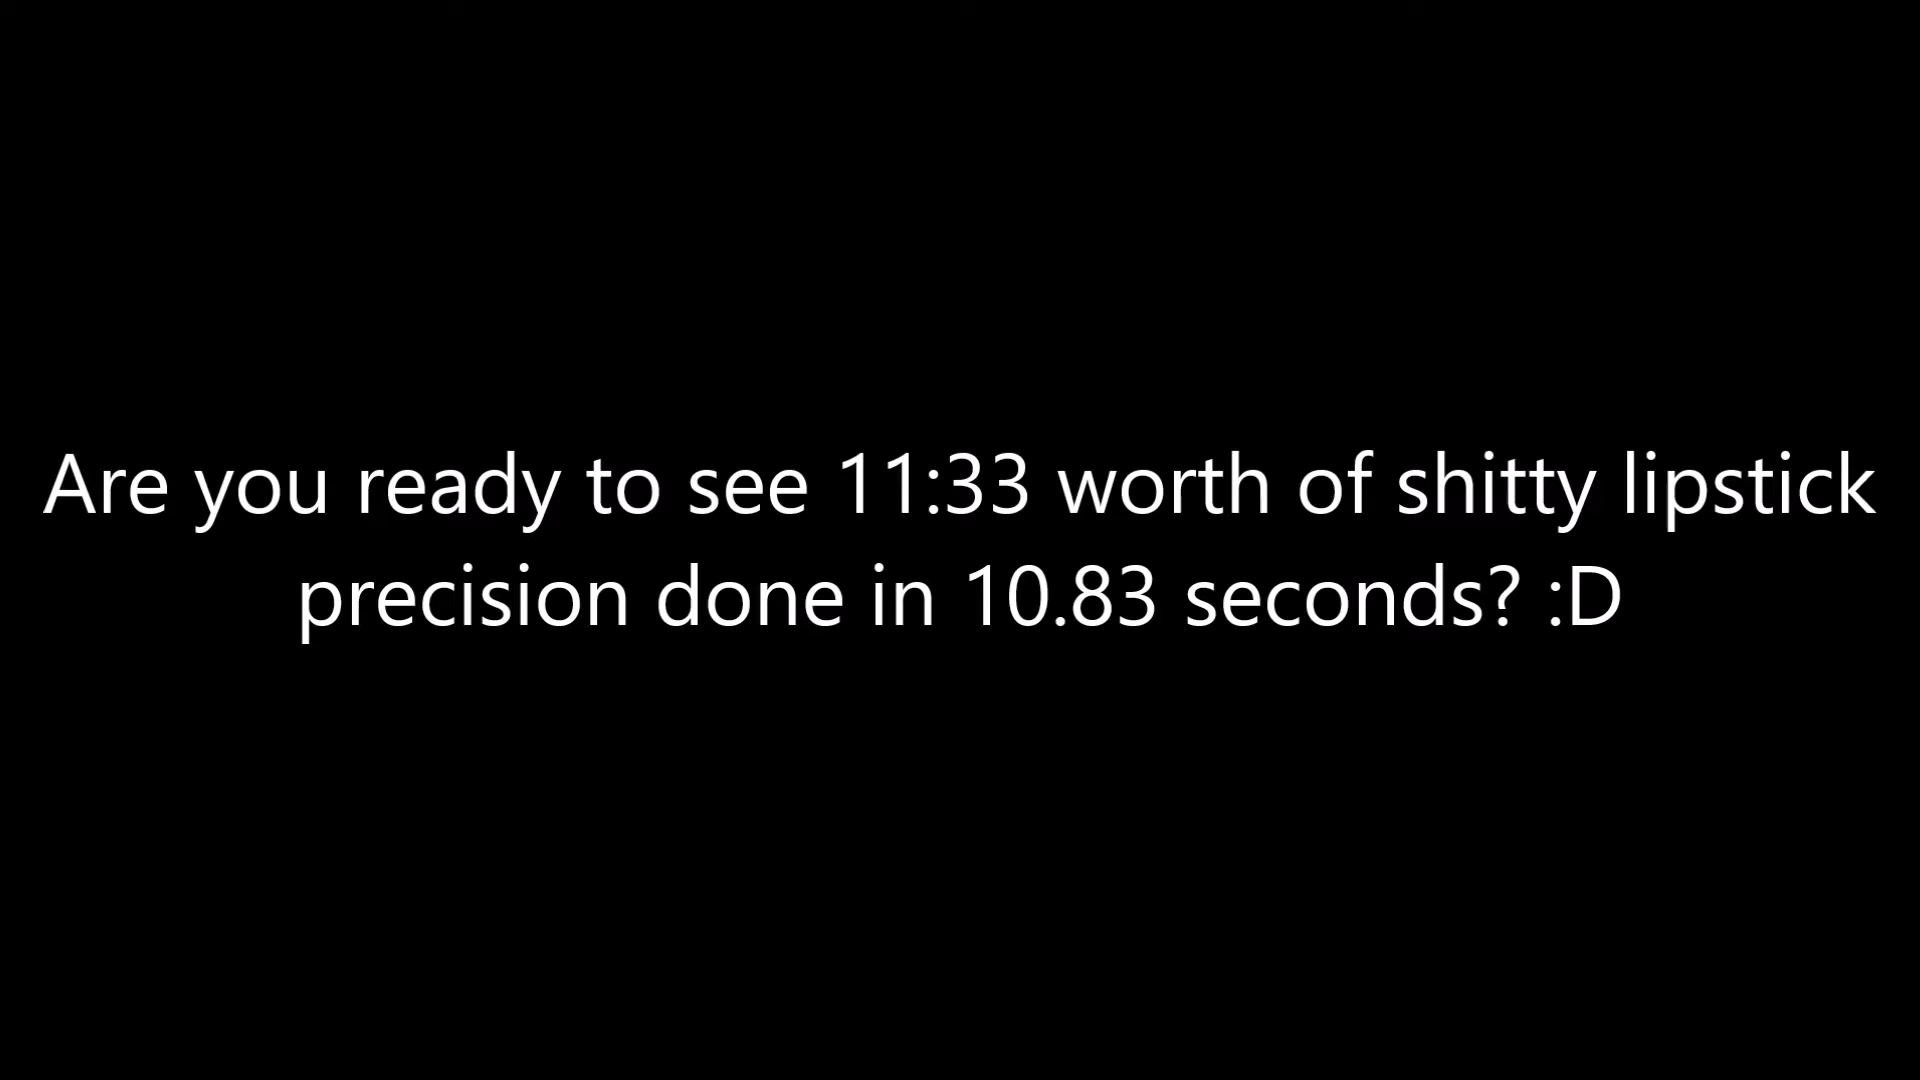 Are you ready to see 11:33 worth of shitty lipstick
precision done in 10.83 seconds? :D